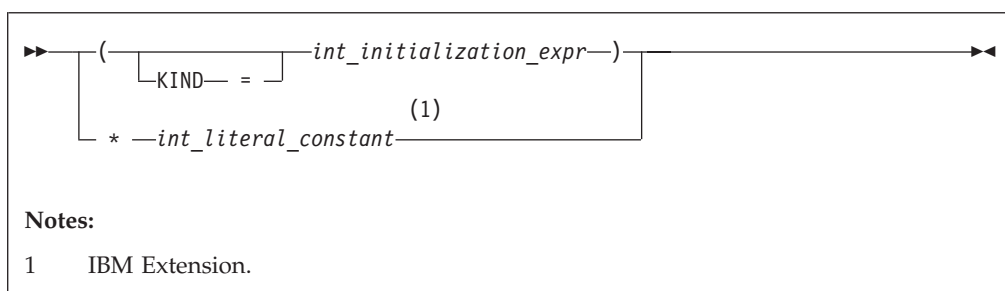 ( int_initialization_expr )
KIND =
(1)
* int_literal_constant
Notes:
1 IBM Extension.